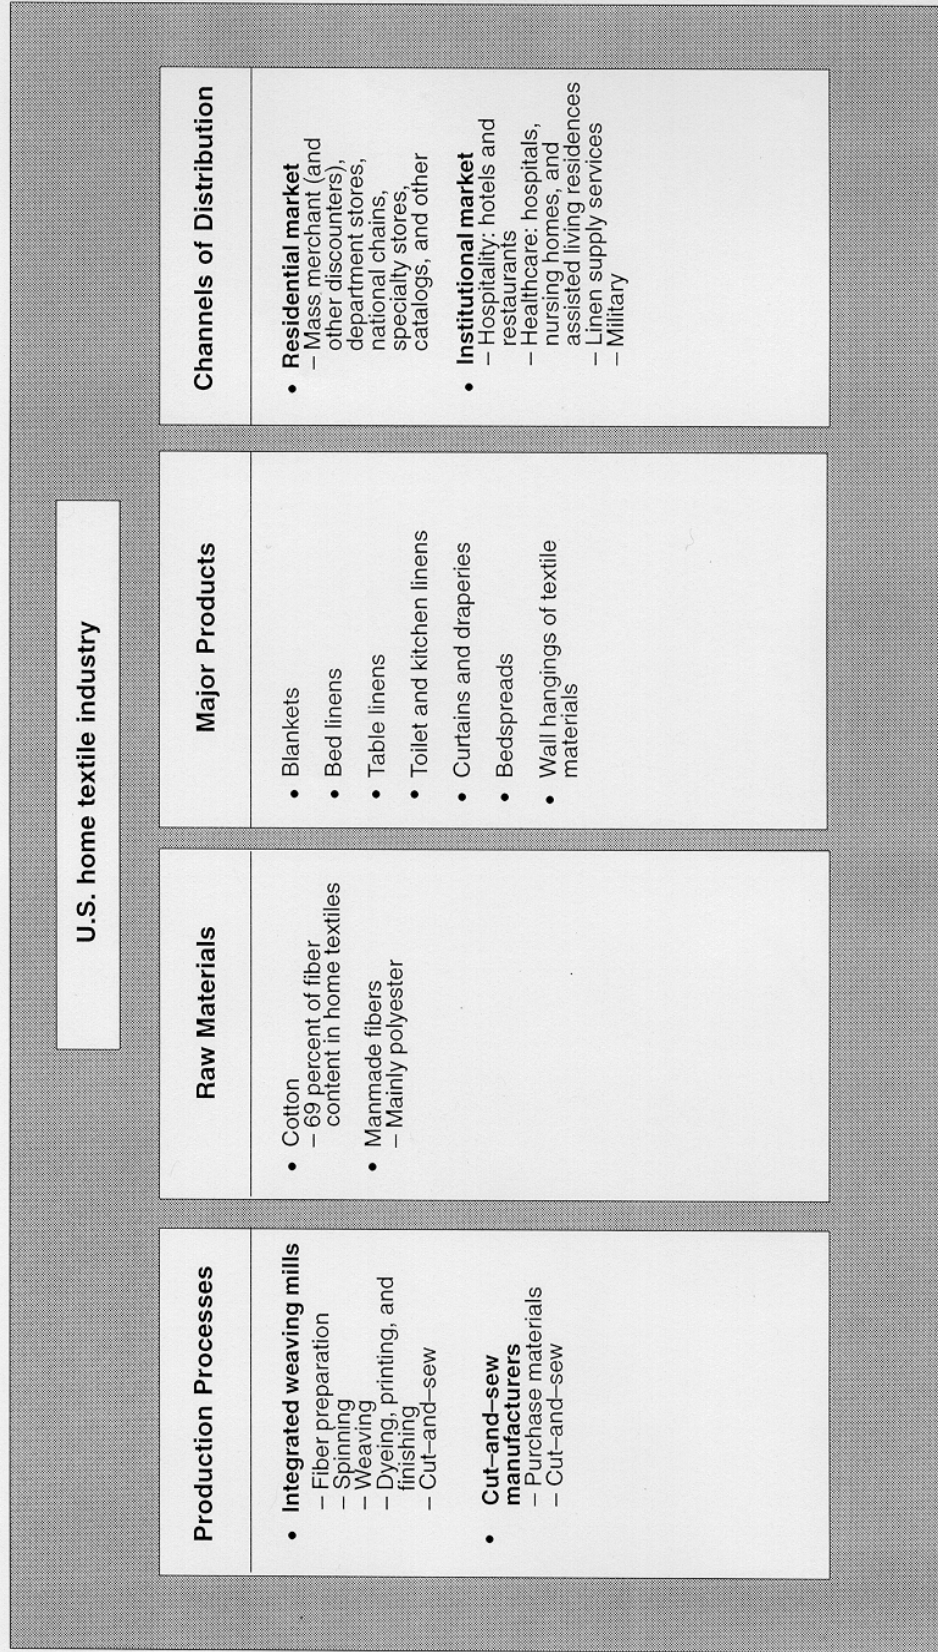 U.S. home textile industry
Production Processes
• Integrated weaving mills
– Fiber preparation
– Spinning
– Weaving
– Dyeing, printing, and
finishing
– Cut–and–sew
• Cut–and–sew
manufacturers
– Purchase materials
– Cut–and–sew
Raw Materials
• Cotton
– 69 percent of fiber
content in home textiles
• Manmade fibers
– Mainly polyester
Major Products
• Blankets
• Bed linens
• Table linens
• Toilet and kitchen linens
• Curtains and draperies
• Bedspreads
• Wall hangings of textile
materials
Channels of Distribution
• Residential market
– Mass merchant (and
other discounters),
department stores,
national chains,
specialty stores,
catalogs, and other
• Institutional market
– Hospitality: hotels and
restaurants
– Healthcare: hospitals,
nursing homes, and
assisted living residences
– Linen supply services
– Military